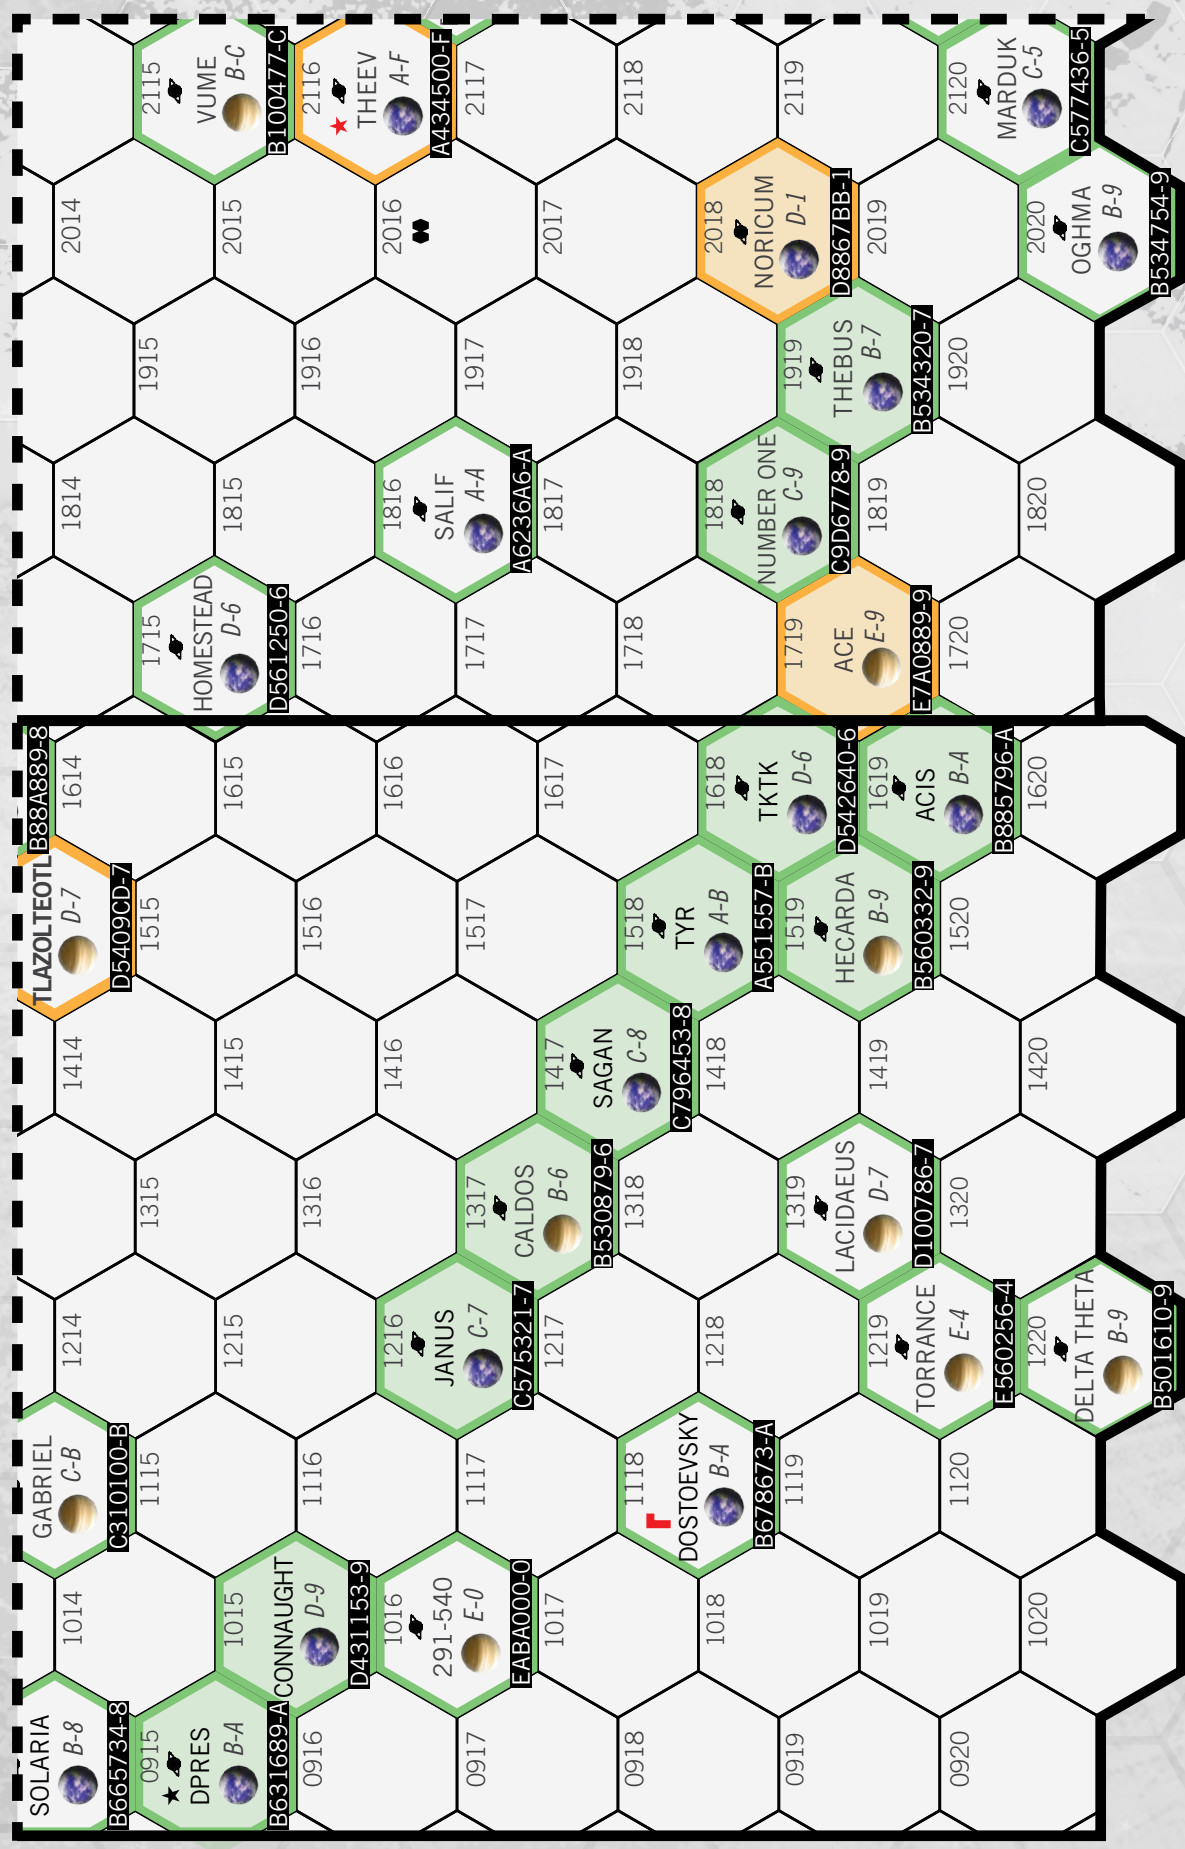 SOLARIA
B-8
B665734-8
0915
DPRES
B-A
B631689-A
0916
0917
0918
0919
0920
1014
1015
CONNAUGHT
D-9
D431153-9
1016
291-540
E-0
EABA000-0
1017
1018
1019
1020
GABRIEL
C-B
C310100-B
1115
1116
1117
1118
DOSTOEVSKY
B-A
B678673-A
1119
1120
1214
1215
1216
JANUS
C-7
C575321-7
1217
1218
1219
TORRANCE
E-4
E560256-4
1220
DELTA THETA
B-9
B501610-9
1315
1316
1317
CALDOS
B-6
B530879-6
1318
1319
LACIDAEUS
D-7
D100786-7
1320
1414
1415
1416
1417
SAGAN
C-8
C796453-8
1418
1419
1420
TLAZOLTEOTL
D-7
D5409CD-7
1515
1516
1517
1518
TYR
A-B
A551557-B
1519
HECARDA
B-9
B560332-9
1520
B88A889-8
1614
1615
1616
1617
1618
TKTK
D-6
D542640-6
1619
ACIS
B-A
B885796-A
1620
1715
HOMESTEAD
D-6
D561250-6
1716
1717
1718
1719
ACE
E-9
E7A0889-9
1720
1814
1815
1816
SALIF
A-A
A6236A6-A
1817
1818
NUMBER ONE
C-9
C9D6778-9
1819
1820
1915
1916
1917
1918
1919
THEBUS
B-7
B534320-7
1920
2014
2015
2016
2017
2018
NORICUM
D-1
D8867BB-1
2019
2020
OGHMA
B-9
B534754-9
2115
VUME
B-C
B100477-C
2116
THEEV
A-F
A434500-F
2117
2118
2119
2120
MARDUK
C-5
C577436-5